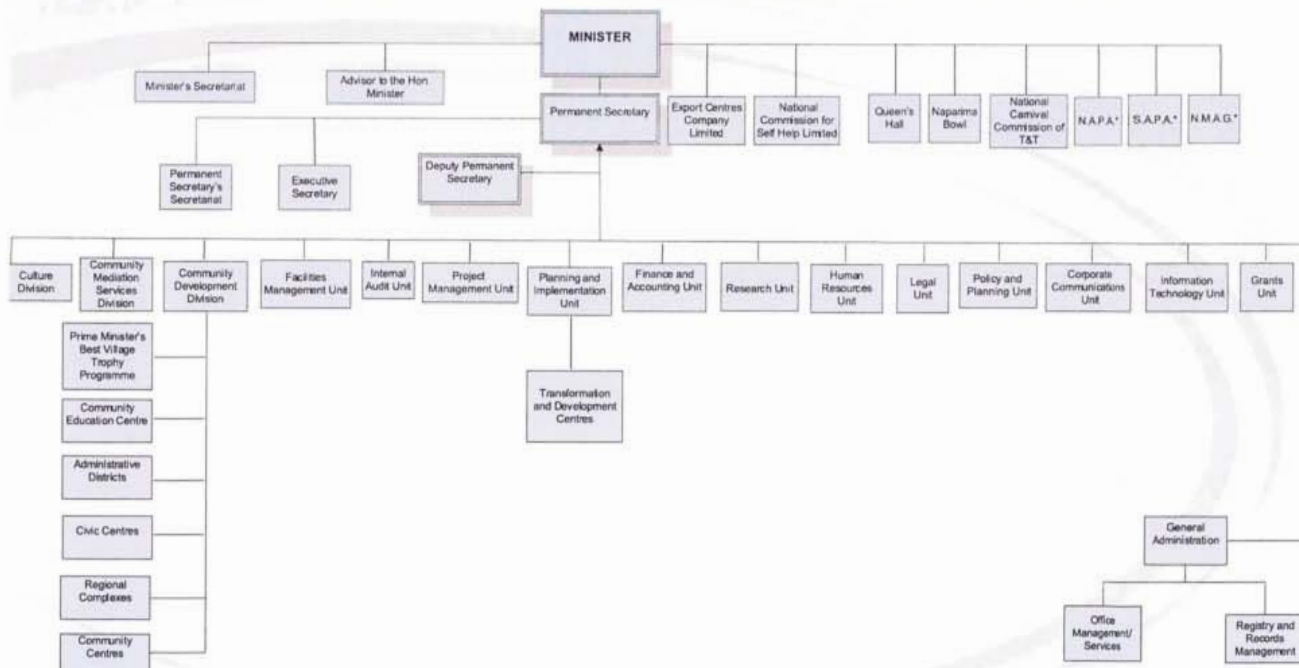 MINISTER
Minister's Secretariat
Advisor to the Hon.
Minister
Permanent Secretary
Export Centres
Company
Limited
National
Commission for
Self Help Limited
Queen's
Hall
Naparima
Bowl
National
Carnival
Commission of
T&T
N.A.P.A.*
S.A.P.A.*
N.M.A.G.*
Permanent
Secretary's
Secretariat
Executive
Secretary
Deputy Permanent
Secretary
Culture
Division
Community
Mediation
Services
Division
Community
Development
Division
Facilities
Management Unit
Internal
Audit Unit
Project
Management Unit
Planning and
Implementation
Unit
Finance and
Accounting Unit
Research Unit
Human
Resources Unit
Legal
Unit
Policy and
Planning Unit
Corporate
Communications
Unit
Information
Technology Unit
Grants
Unit
Prime Minister's
Best Village
Trophy
Programme
Community
Education Centre
Administrative
Districts
Civic Centres
Regional
Complexes
Community
Centres
Transformation
and Development
Centres
General
Administration
Office
Management/
Services
Registry and
Records
Management